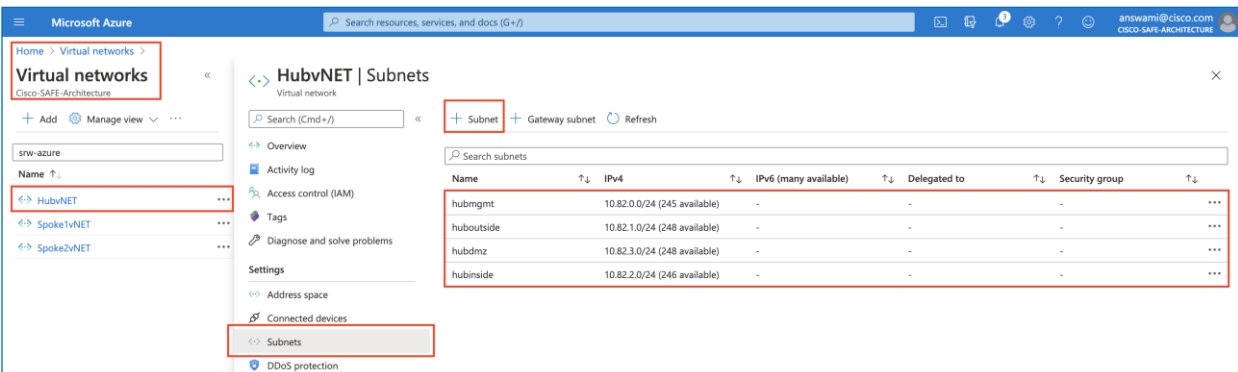 Microsoft Azure
Search resources, services, and docs (G+/)
3
?
answami@cisco.com
CISCO-SAFE-ARCHITECTURE
Home > Virtual networks >
Virtual networks
«
Cisco-SAFE-Architecture
+ Add
Manage view
···
srw-azure
Name ↑↓
HubvNET
···
Spoke1vNET
···
Spoke2vNET
···
HubvNET | Subnets
Virtual network
×
Search (Cmd+/)
«
Overview
Activity log
Access control (IAM)
Tags
Diagnose and solve problems
Settings
Address space
Connected devices
Subnets
DDoS protection
+ Subnet + Gateway subnet Refresh
Search subnets
Name ↑↓ IPv4 ↑↓ IPv6 (many available) ↑↓ Delegated to ↑↓ Security group ↑↓
hubmgmt 10.82.0.0/24 (245 available) - - - ···
huboutside 10.82.1.0/24 (248 available) - - - ···
hubdmz 10.82.3.0/24 (248 available) - - - ···
hubinside 10.82.2.0/24 (246 available) - - - ···